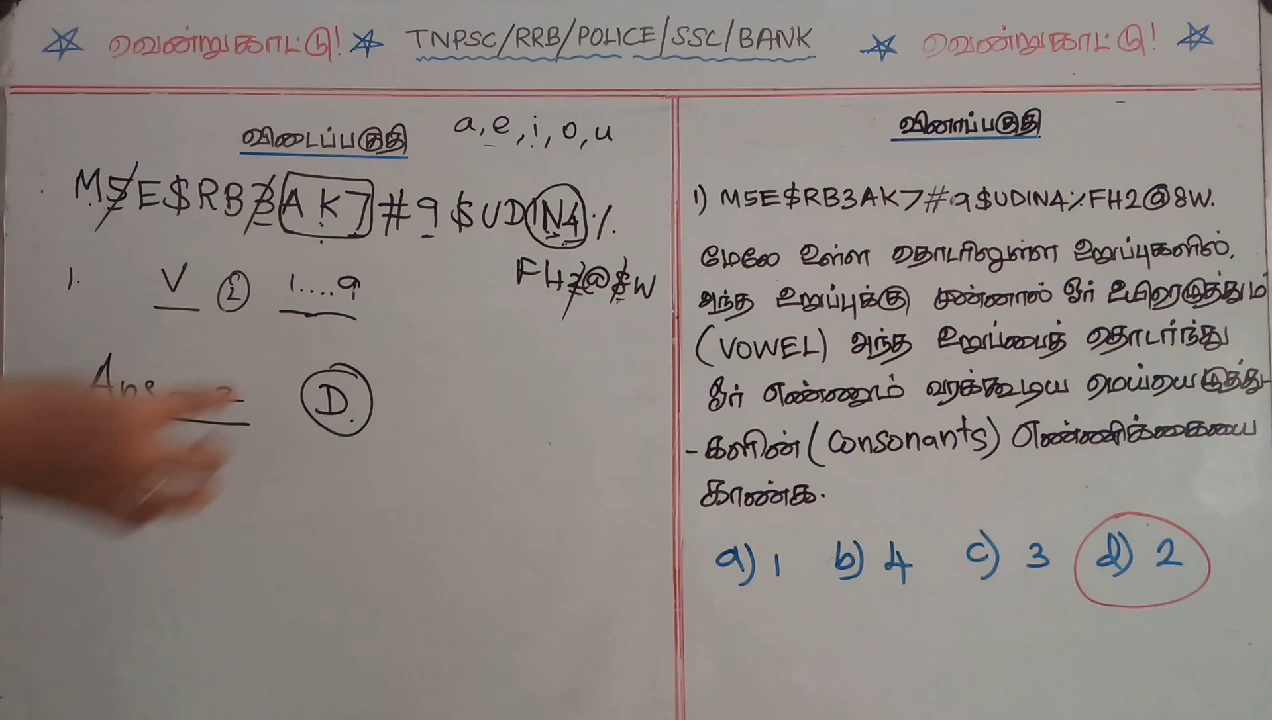 வென்றுகாட்டு! TNPSC/RRB/POLICE/SSC/BANK வென்றுகாட்டு!
விடைப்பகுதி a, e, i, o, u
M5E$RB3AK7#9$UDIN4%
FH2@8W
1. V 1....9
Ans D.
வினாப்பகுதி
1) M5E$RB3AK7#9$UDIN4%FH2@8W.
மேலே உள்ள தொடரிலுள்ள உறுப்புகளில்,
அந்த உறுப்புக்கு முன்னால் ஓர் உயிரெழுத்தும்
(VOWEL) அந்த உறுப்பைத் தொடர்ந்து
ஓர் எண்ணும் வரக்கூடிய மெய்யெழுத்து
-களின் (Consonants) எண்ணிக்கையை
காண்க.
a) 1 b) 4 c) 3 d) 2